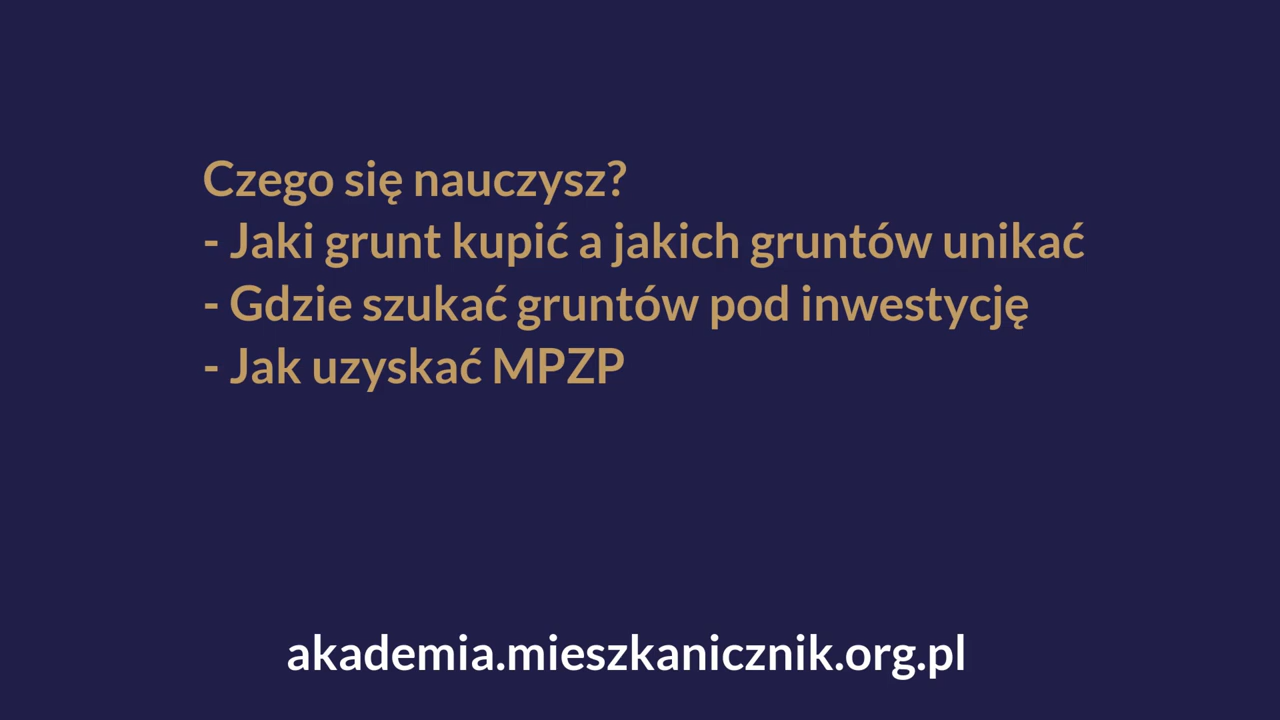 Czego się nauczysz?
- Jaki grunt kupić a jakich gruntów unikać
- Gdzie szukać gruntów pod inwestycję
- Jak uzyskać MPZP
akademia.mieszkanicznik.org.pl